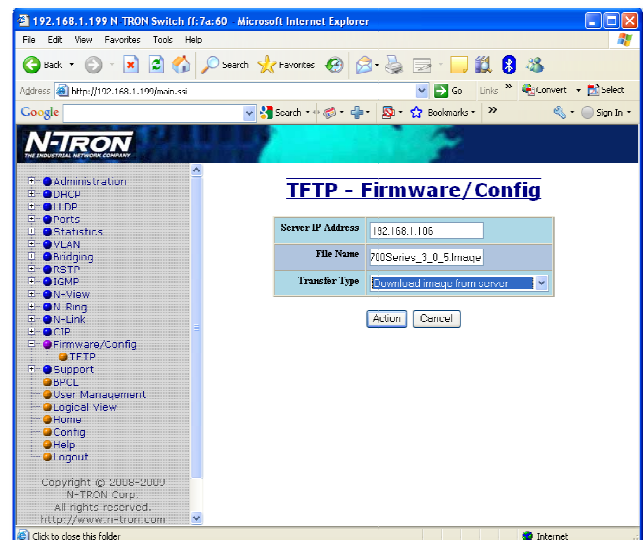 192.168.1.199 N-TRON Switch ff:7a:60 - Microsoft Internet Explorer
File Edit View Favorites Tools Help
Back Search Favorites
Address http://192.168.1.199/main.ssi Go Links » Convert Select
Google Search Bookmarks » Sign In
N-TRON
THE INDUSTRIAL NETWORK COMPANY
Administration
DHCP
LLDP
Ports
Statistics
VLAN
Bridging
RSTP
IGMP
N-View
N-Ring
N-Link
CIP
Firmware/Config
TFTP
Support
BPCL
User Management
Logical View
Home
Config
Help
Logout
Copyright © 2008-2009
N-TRON Corp.
All rights reserved.
http://www.n-tron.com
TFTP - Firmware/Config
Server IP Address 192.168.1.106
File Name 700Series_3_0_5.Image
Transfer Type Download image from server
Action Cancel
Click to close this folder Internet